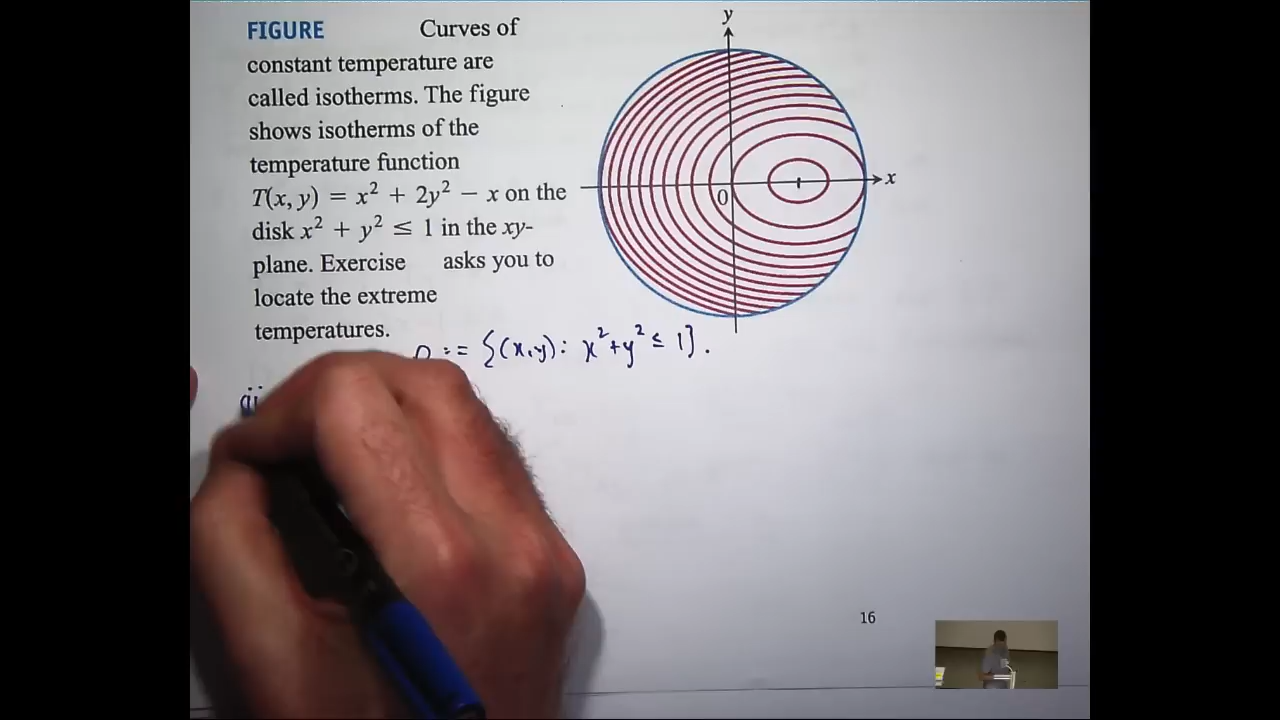 FIGURE Curves of
constant temperature are
called isotherms. The figure
shows isotherms of the
temperature function
T(x, y) = x² + 2y² − x on the
disk x² + y² ≤ 1 in the xy-
plane. Exercise asks you to
locate the extreme
temperatures.
y
x
0
:= {(x,y): x²+y² ≤ 1}.
16